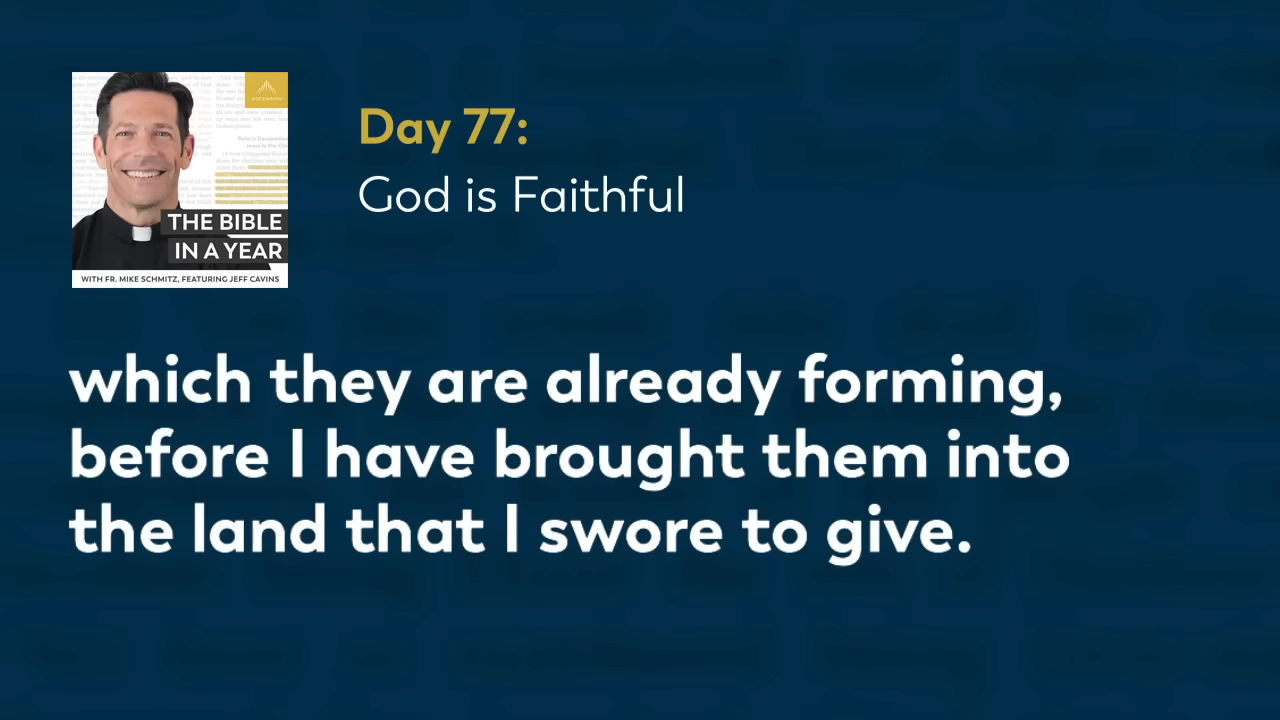 ASCENSION
Day 77:
God is Faithful
THE BIBLE
IN A YEAR
WITH FR. MIKE SCHMITZ, FEATURING JEFF CAVINS
which they are already forming,
before I have brought them into
the land that I swore to give.